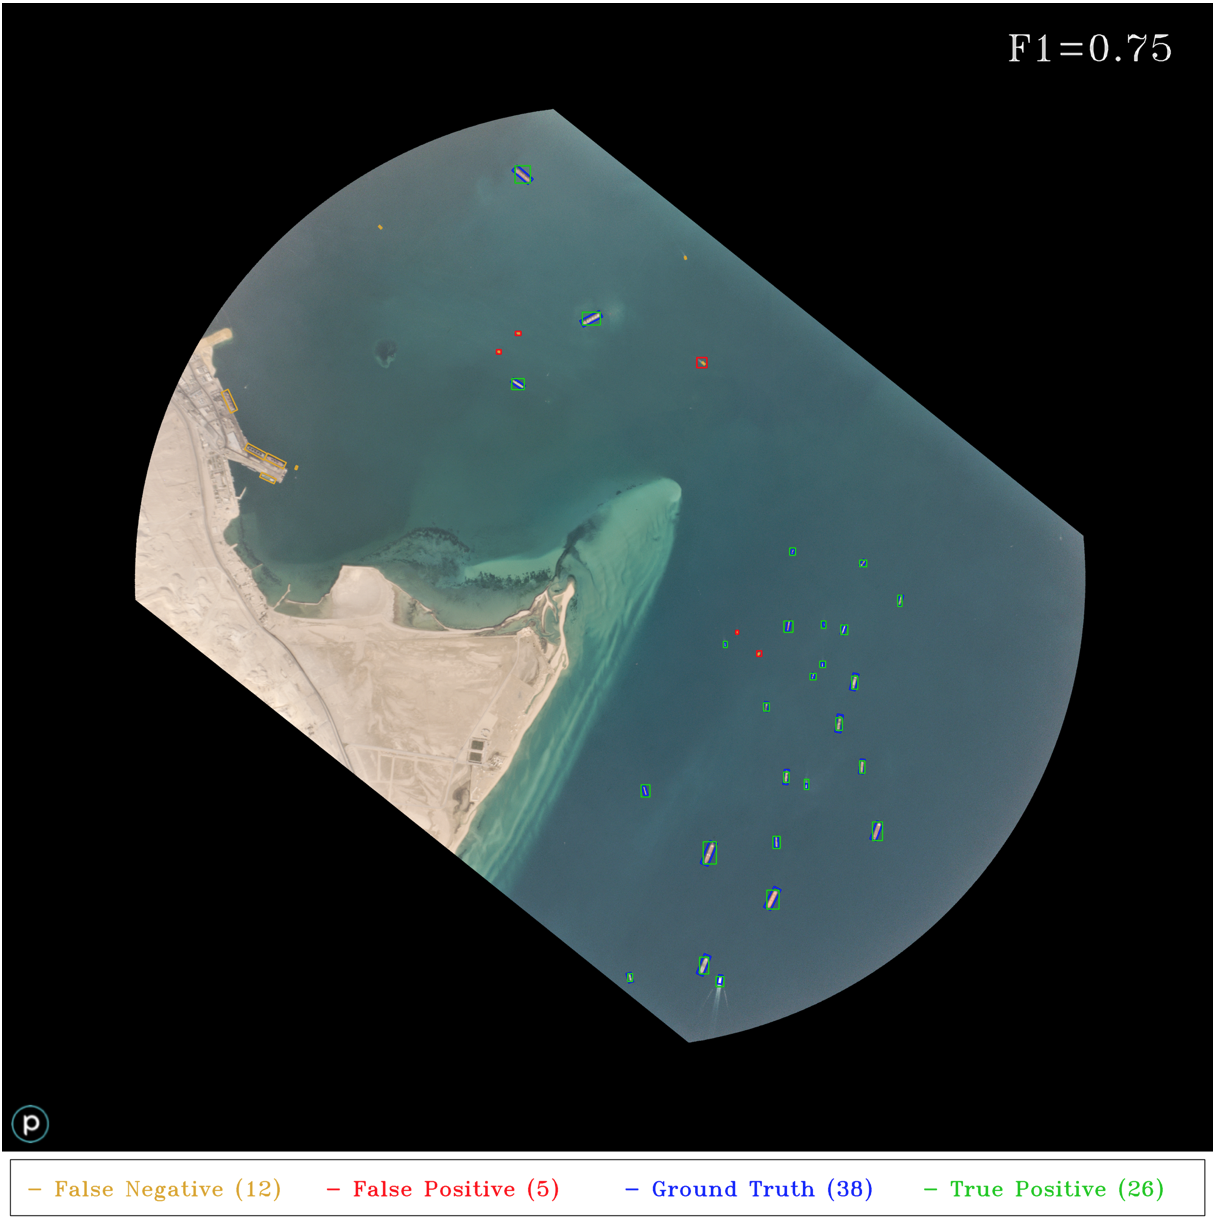 F1=0.75
p
— False Negative (12) — False Positive (5) — Ground Truth (38) — True Positive (26)